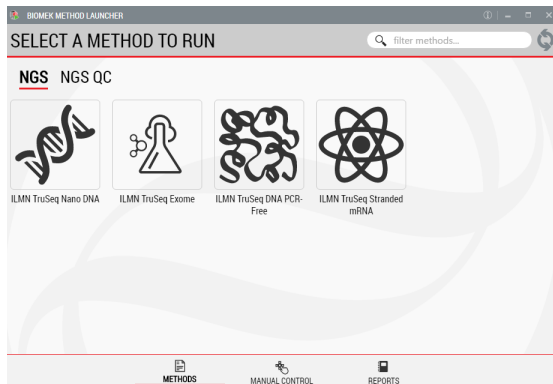 BIOMEK METHOD LAUNCHER
SELECT A METHOD TO RUN
filter methods...
NGS NGS QC
ILMN TruSeq Nano DNA
ILMN TruSeq Exome
ILMN TruSeq DNA PCR-
Free
ILMN TruSeq Stranded
mRNA
METHODS
MANUAL CONTROL
REPORTS